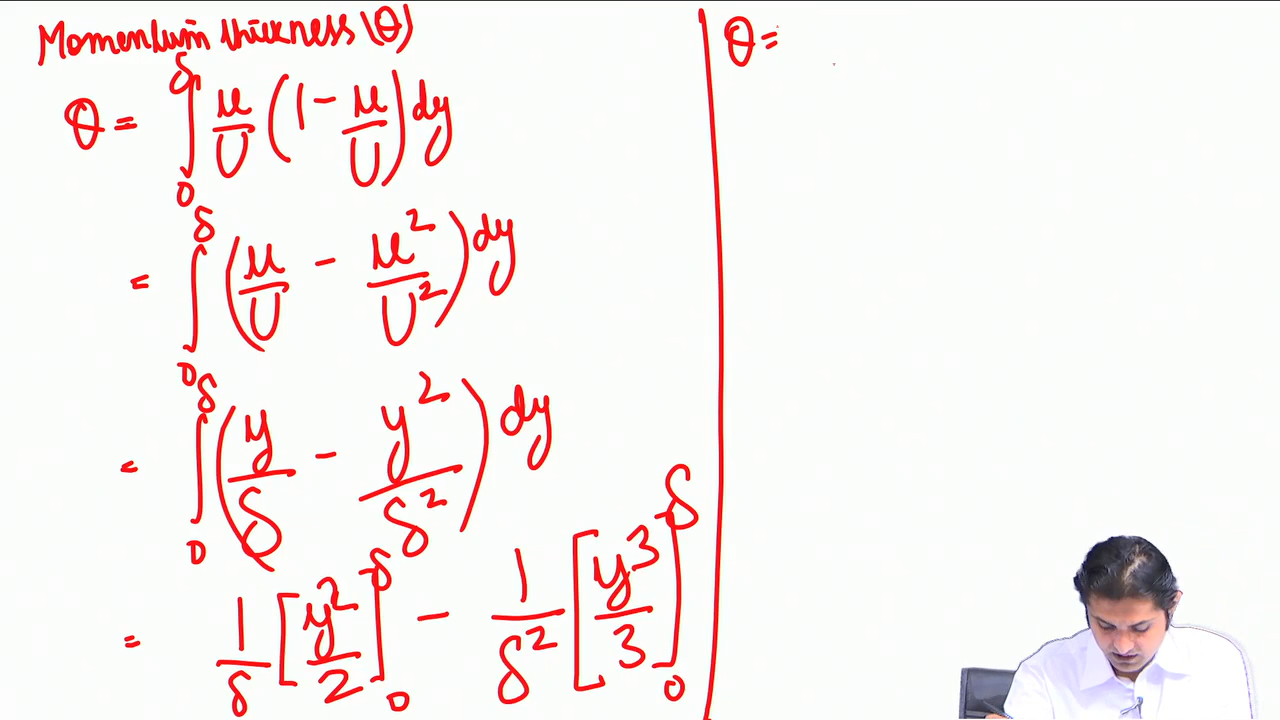 Momentum thickness (θ)
θ = ∫₀^δ u/U (1 - u/U) dy
= ∫₀^δ (u/U - u²/U²) dy
= ∫₀^δ (y/δ - y²/δ²) dy
= 1/δ [y²/2]₀^δ - 1/δ² [y³/3]₀^δ
θ =